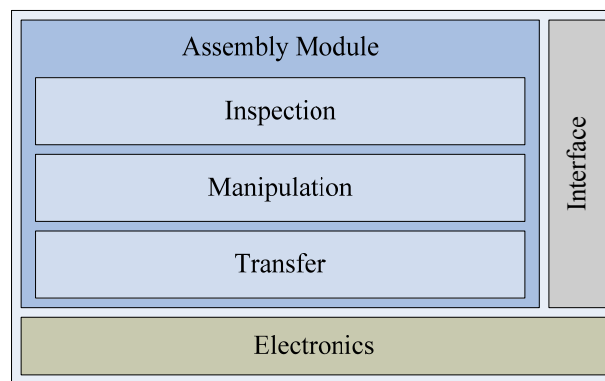 Assembly Module
Inspection
Manipulation
Transfer
Interface
Electronics